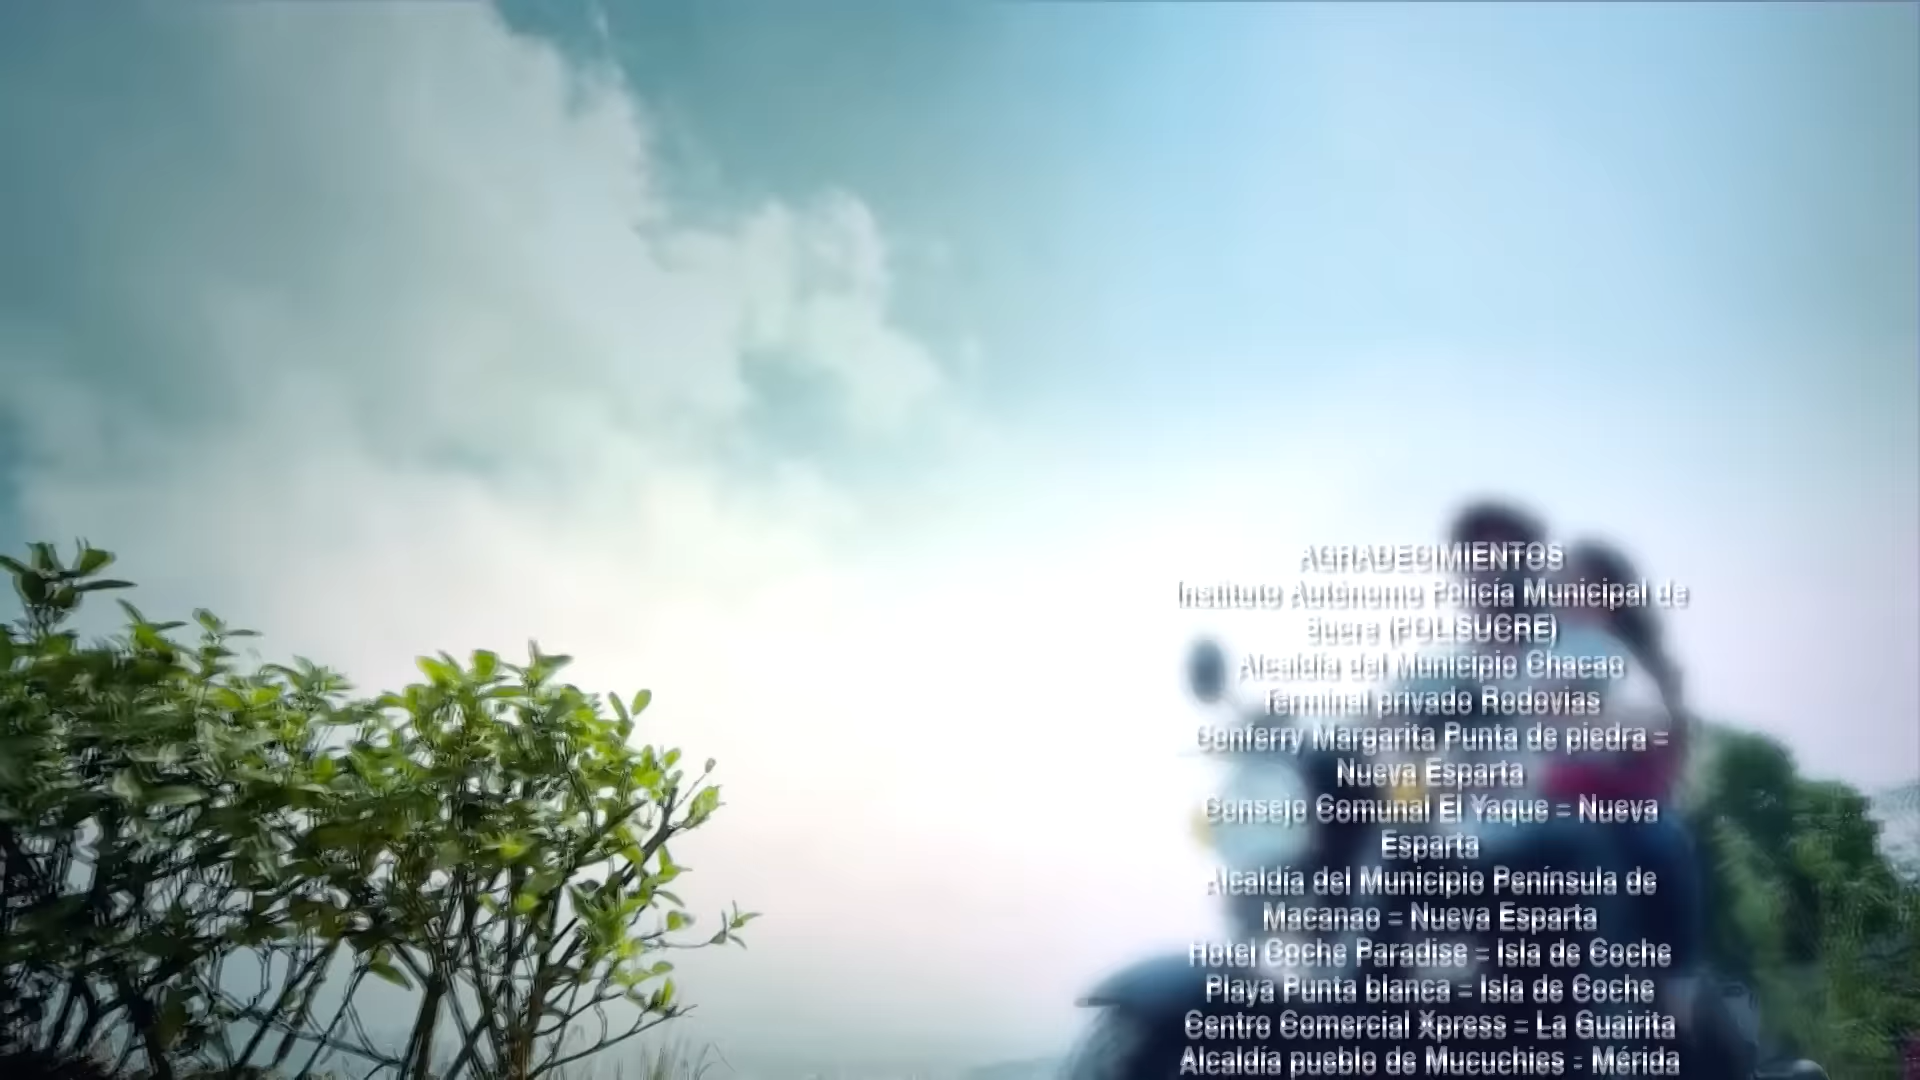 AGRADECIMIENTOS
Instituto Autónomo Policía Municipal de
Sucre (POLISUCRE)
Alcaldía del Municipio Chacao
Terminal privado Rodovias
Conferry Margarita Punta de piedra –
Nueva Esparta
Consejo Comunal El Yaque – Nueva
Esparta
Alcaldía del Municipio Península de
Macanao – Nueva Esparta
Hotel Coche Paradise – Isla de Coche
Playa Punta blanca – Isla de Coche
Centro Comercial Xpress – La Guairita
Alcaldía pueblo de Mucuchies - Mérida